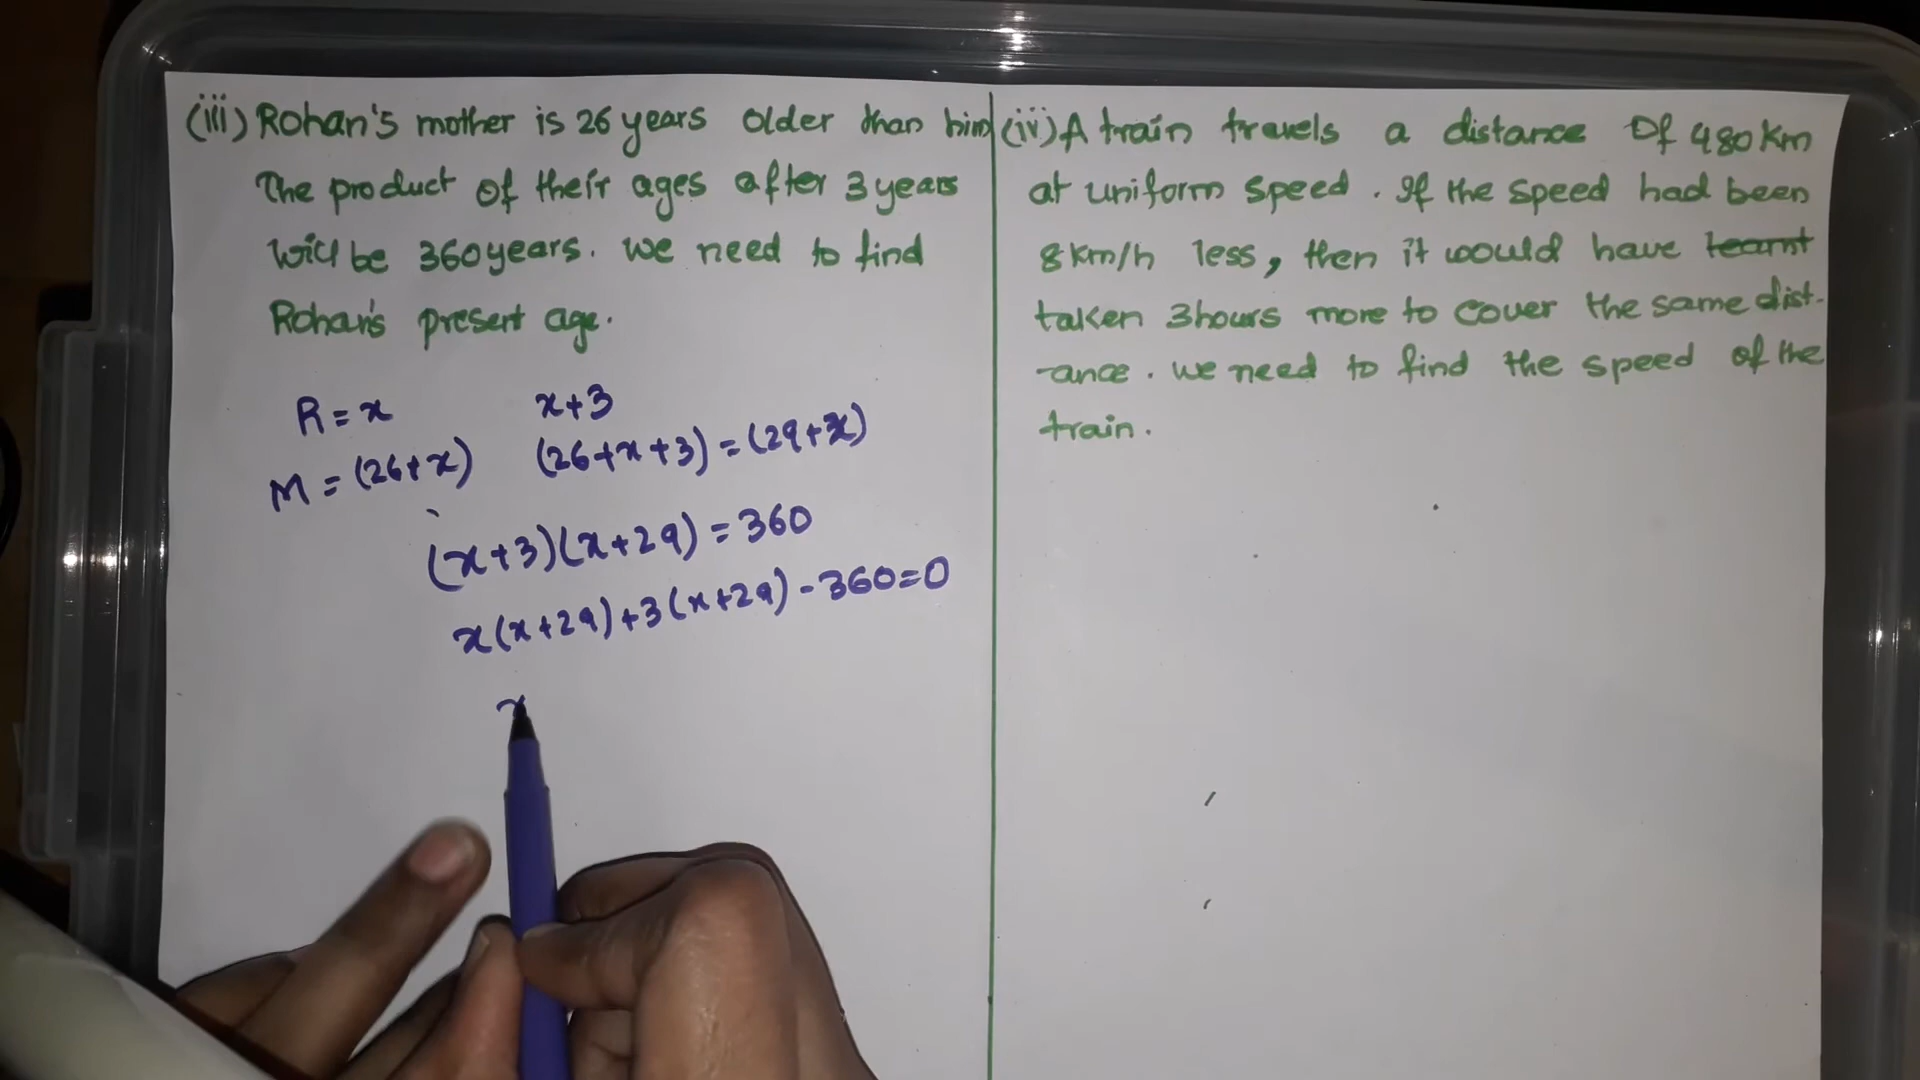 (iii) Rohan's mother is 26 years older than him
The product of their ages after 3 years
will be 360 years. we need to find
Rohan's present age.
R = x x+3
M = (26+x) (26+x+3) = (29+x)
(x+3)(x+29) = 360
x(x+29)+3(x+29)-360=0
x
(iv) A train travels a distance Of 480 Km
at uniform speed. If the speed had been
8 km/h less, then it would have learnt
taken 3 hours more to cover the same dist-
-ance. we need to find the speed of the
train.